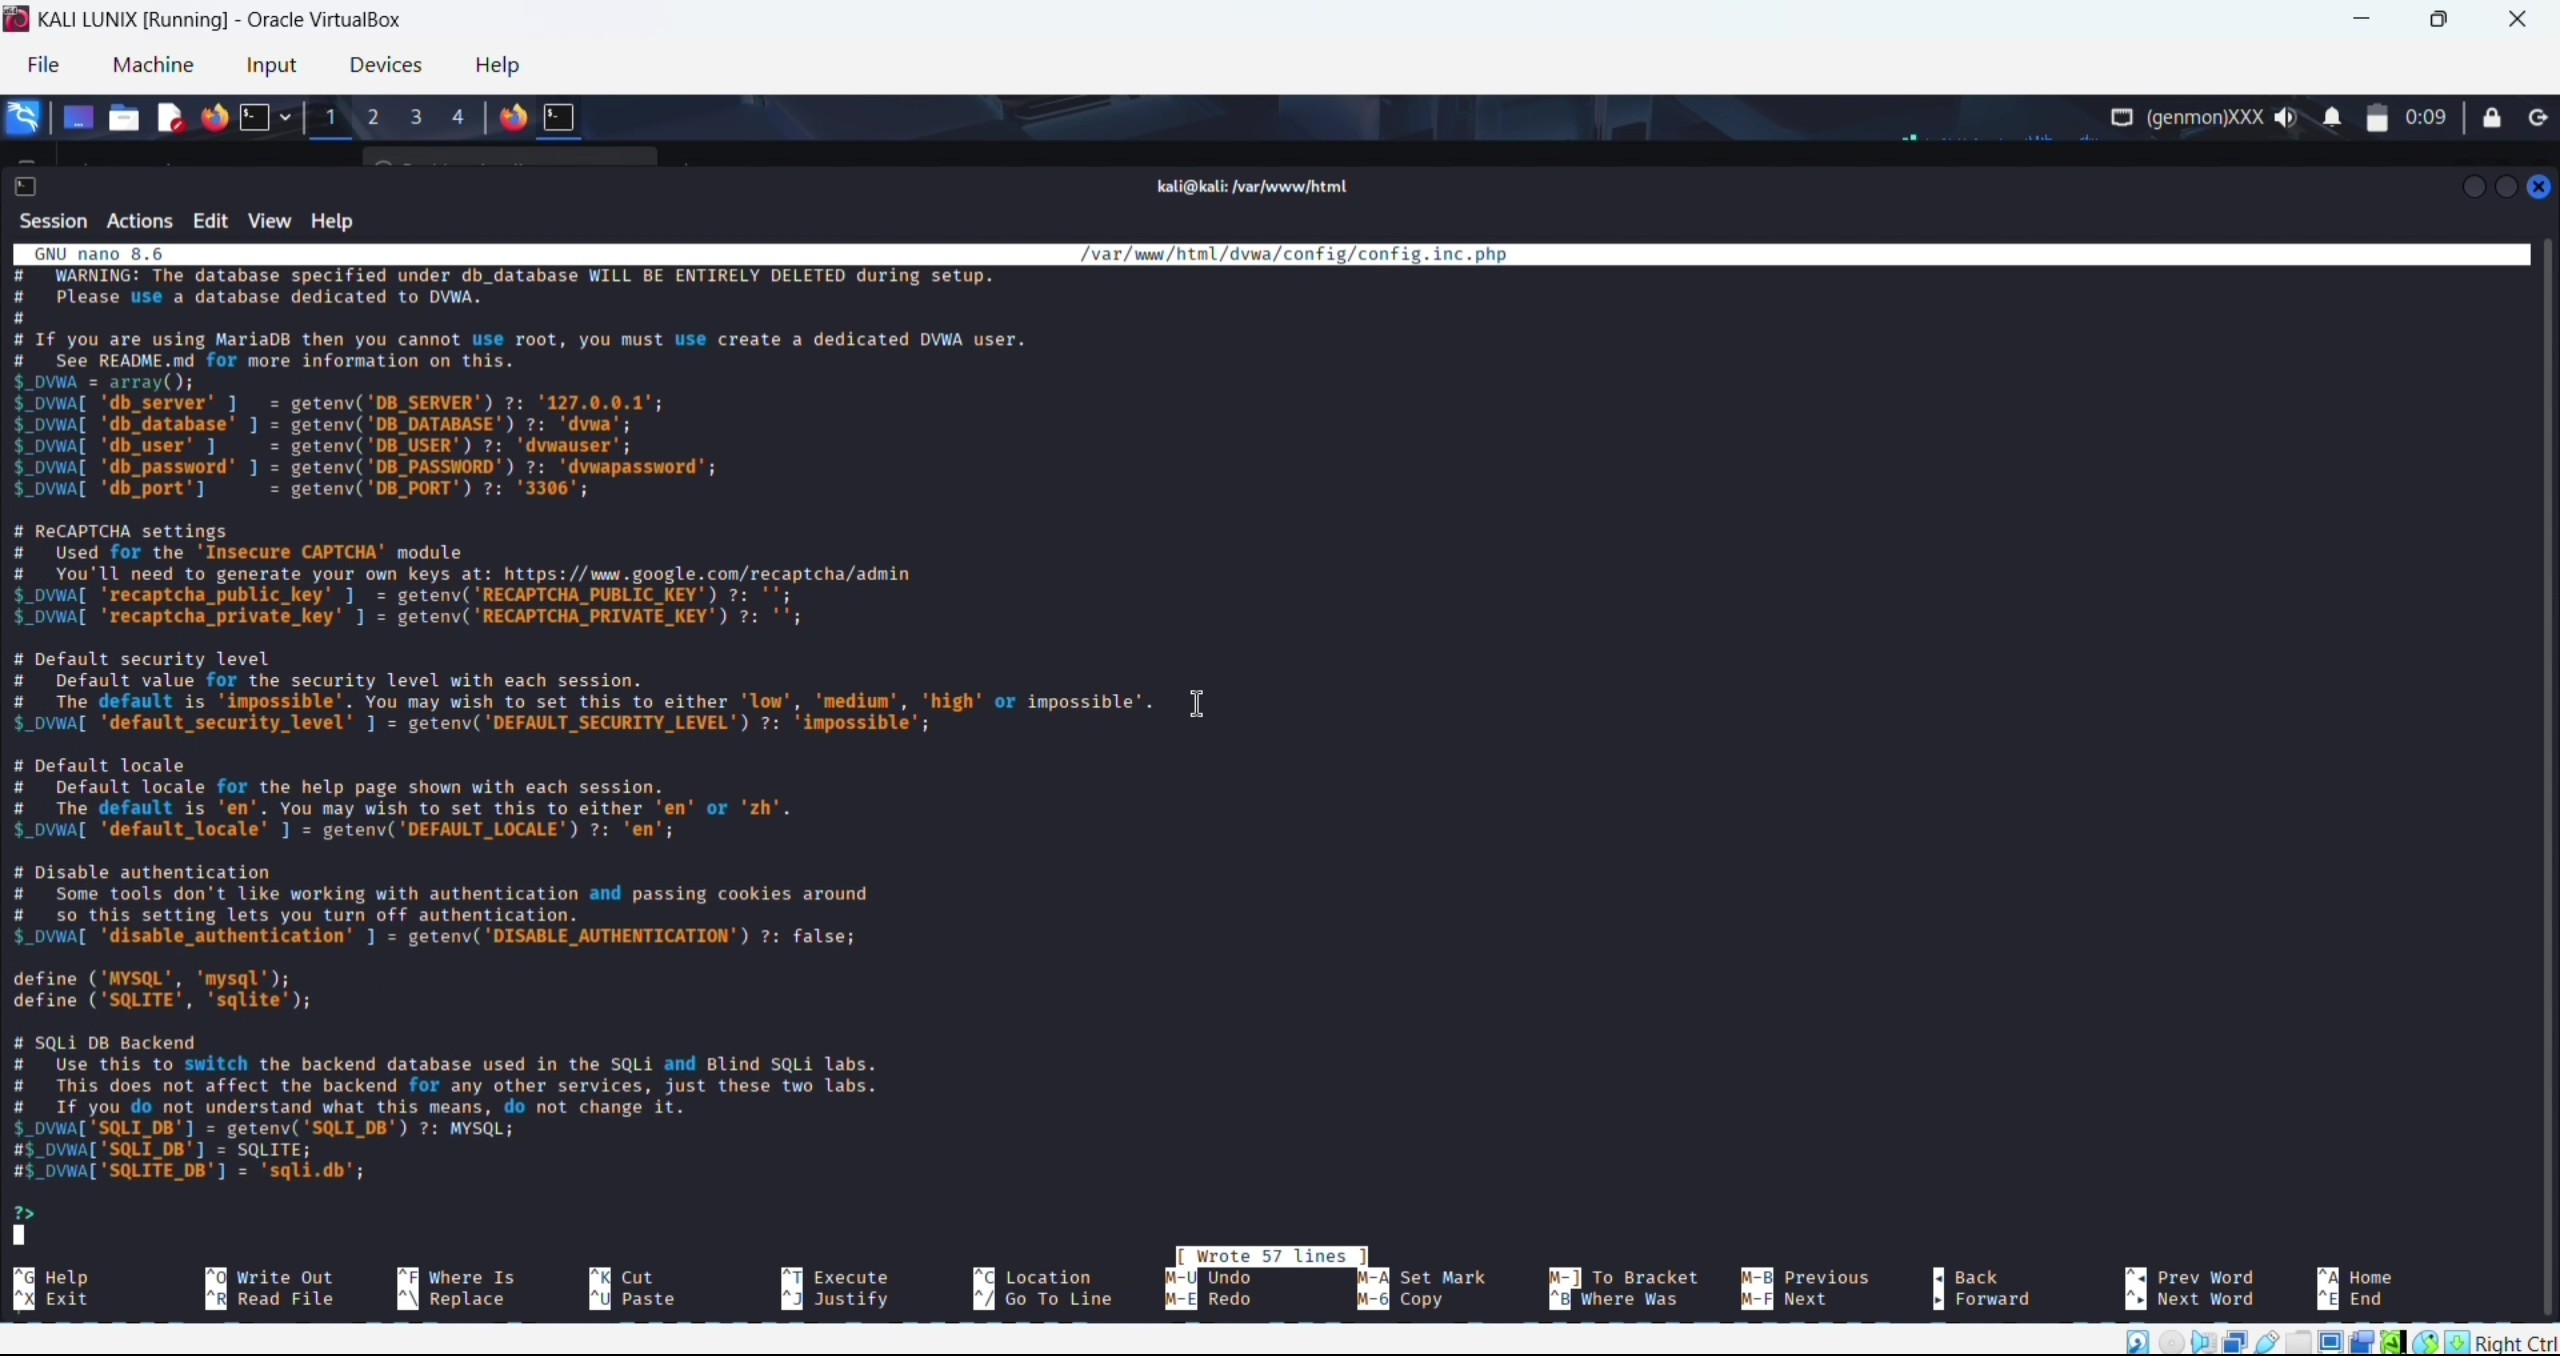 KALI LUNIX [Running] - Oracle VirtualBox
File Machine Input Devices Help
1 2 3 4 (genmon)XXX 0:09
kali@kali: /var/www/html
Session Actions Edit View Help
GNU nano 8.6 /var/www/html/dvwa/config/config.inc.php
#   WARNING: The database specified under db_database WILL BE ENTIRELY DELETED during setup.
#   Please use a database dedicated to DVWA.
#
# If you are using MariaDB then you cannot use root, you must use create a dedicated DVWA user.
#   See README.md for more information on this.
$_DVWA = array();
$_DVWA[ 'db_server' ]   = getenv('DB_SERVER') ?: '127.0.0.1';
$_DVWA[ 'db_database' ] = getenv('DB_DATABASE') ?: 'dvwa';
$_DVWA[ 'db_user' ]     = getenv('DB_USER') ?: 'dvwauser';
$_DVWA[ 'db_password' ] = getenv('DB_PASSWORD') ?: 'dvwapassword';
$_DVWA[ 'db_port']      = getenv('DB_PORT') ?: '3306';
# ReCAPTCHA settings
#   Used for the 'Insecure CAPTCHA' module
#   You'll need to generate your own keys at: https://www.google.com/recaptcha/admin
$_DVWA[ 'recaptcha_public_key' ]  = getenv('RECAPTCHA_PUBLIC_KEY') ?: '';
$_DVWA[ 'recaptcha_private_key' ] = getenv('RECAPTCHA_PRIVATE_KEY') ?: '';
# Default security level
#   Default value for the security level with each session.
#   The default is 'impossible'. You may wish to set this to either 'low', 'medium', 'high' or impossible'.
$_DVWA[ 'default_security_level' ] = getenv('DEFAULT_SECURITY_LEVEL') ?: 'impossible';
# Default locale
#   Default locale for the help page shown with each session.
#   The default is 'en'. You may wish to set this to either 'en' or 'zh'.
$_DVWA[ 'default_locale' ] = getenv('DEFAULT_LOCALE') ?: 'en';
# Disable authentication
#   Some tools don't like working with authentication and passing cookies around
#   so this setting lets you turn off authentication.
$_DVWA[ 'disable_authentication' ] = getenv('DISABLE_AUTHENTICATION') ?: false;
define ('MYSQL', 'mysql');
define ('SQLITE', 'sqlite');
# SQLi DB Backend
#   Use this to switch the backend database used in the SQLi and Blind SQLi labs.
#   This does not affect the backend for any other services, just these two labs.
#   If you do not understand what this means, do not change it.
$_DVWA['SQLI_DB'] = getenv('SQLI_DB') ?: MYSQL;
#$_DVWA['SQLI_DB'] = SQLITE;
#$_DVWA['SQLITE_DB'] = 'sqli.db';
?>
[ Wrote 57 lines ]
^G Help ^O Write Out ^F Where Is ^K Cut ^T Execute ^C Location M-U Undo M-A Set Mark M-] To Bracket M-B Previous ◂ Back ^◂ Prev Word ^A Home
^X Exit ^R Read File ^\ Replace ^U Paste ^J Justify ^/ Go To Line M-E Redo M-6 Copy ^B Where Was M-F Next ▸ Forward ^▸ Next Word ^E End
Right Ctrl